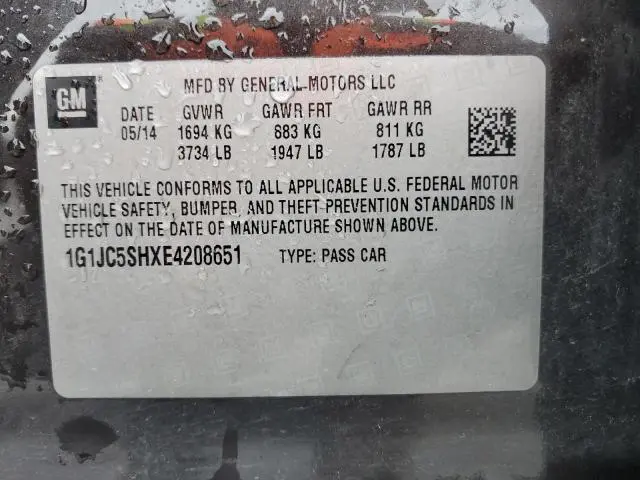 GM
MFD BY GENERAL MOTORS LLC
DATE GVWR GAWR FRT GAWR RR
05/14 1694 KG 883 KG 811 KG
3734 LB 1947 LB 1787 LB
THIS VEHICLE CONFORMS TO ALL APPLICABLE U.S. FEDERAL MOTOR
VEHICLE SAFETY, BUMPER, AND THEFT PREVENTION STANDARDS IN
EFFECT ON THE DATE OF MANUFACTURE SHOWN ABOVE.
1G1JC5SHXE4208651 TYPE: PASS CAR